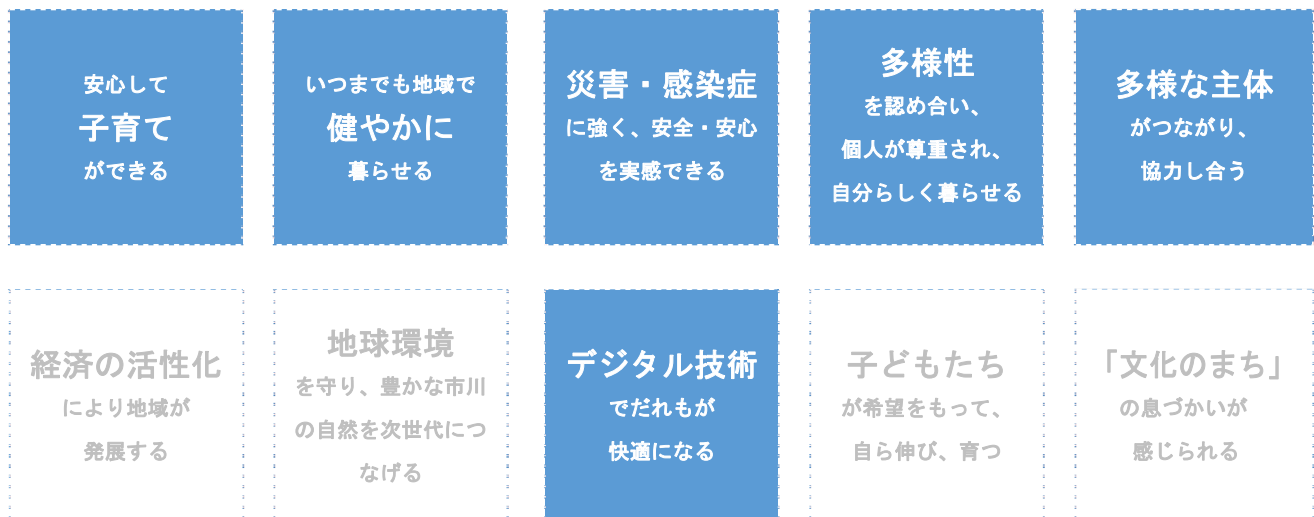 安心して
子育て
ができる
いつまでも地域で
健やかに
暮らせる
災害・感染症
に強く、安全・安心
を実感できる
多様性
を認め合い、
個人が尊重され、
自分らしく暮らせる
多様な主体
がつながり、
協力し合う
経済の活性化
により地域が
発展する
地球環境
を守り、豊かな市川
の自然を次世代につ
なげる
デジタル技術
でだれもが
快適になる
子どもたち
が希望をもって、
自ら伸び、育つ
「文化のまち」
の息づかいが
感じられる